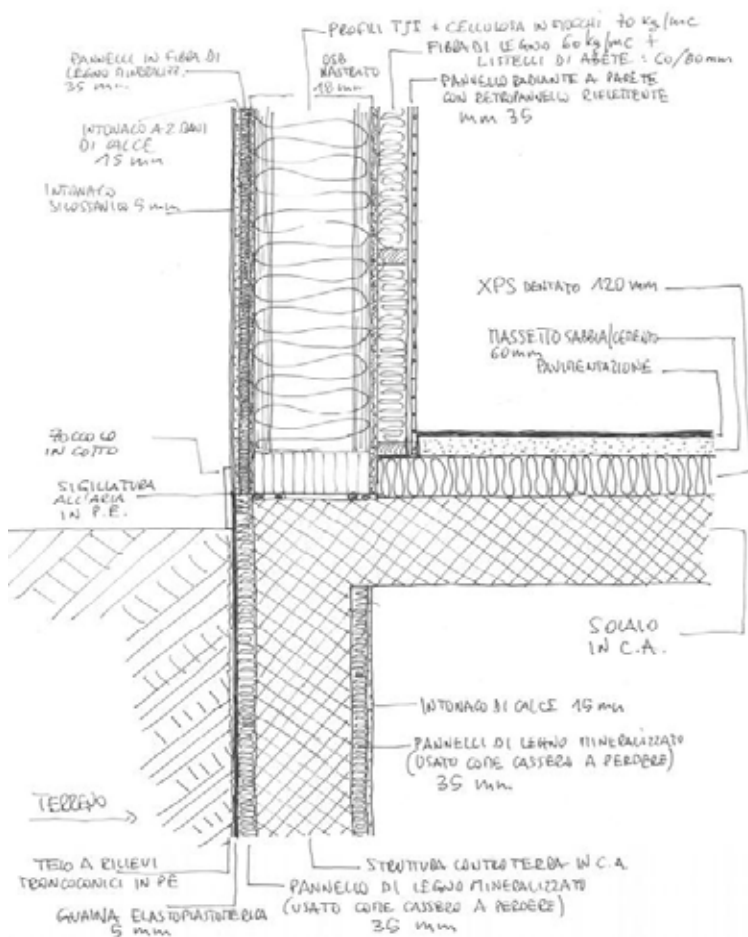 PROFILI TJI + CELLULOSA IN FIOCCHI 70 Kg/mc
FIBRA DI LEGNO 60 kg/mc +
LISTELLI DI ABETE : 60/80mm
PANNELLO RADIANTE A PARETE
CON RETROPANNELLO RIFLETTENTE
mm 35
OSB
NASTRATO
18 mm
PANNELLI IN FIBRA DI
LEGNO MINERALIZZ.
35 mm
INTONACO A 2 MANI
DI CALCE
15 mm
INTONACO
SILOSSANICO 5 mm
XPS DENTATO 120 mm
MASSETTO SABBIA/CEMENTO
60mm
PAVIMENTAZIONE
ZOCCOLO
IN COTTO
SIGILLATURA
ALL'ARIA
IN P.E.
SOLAIO
IN C.A.
INTONACO DI CALCE 15 mm
PANNELLI DI LEGNO MINERALIZZATO
(USATO COME CASSERO A PERDERE)
35 mm
TERRENO
TELO A RILIEVI
TRONCOCONICI IN PE
GUAINA ELASTOPLASTOMERICA
5 mm
STRUTTURA CONTROTERRA IN C.A.
PANNELLO DI LEGNO MINERALIZZATO
(USATO COME CASSERO A PERDERE)
35 mm